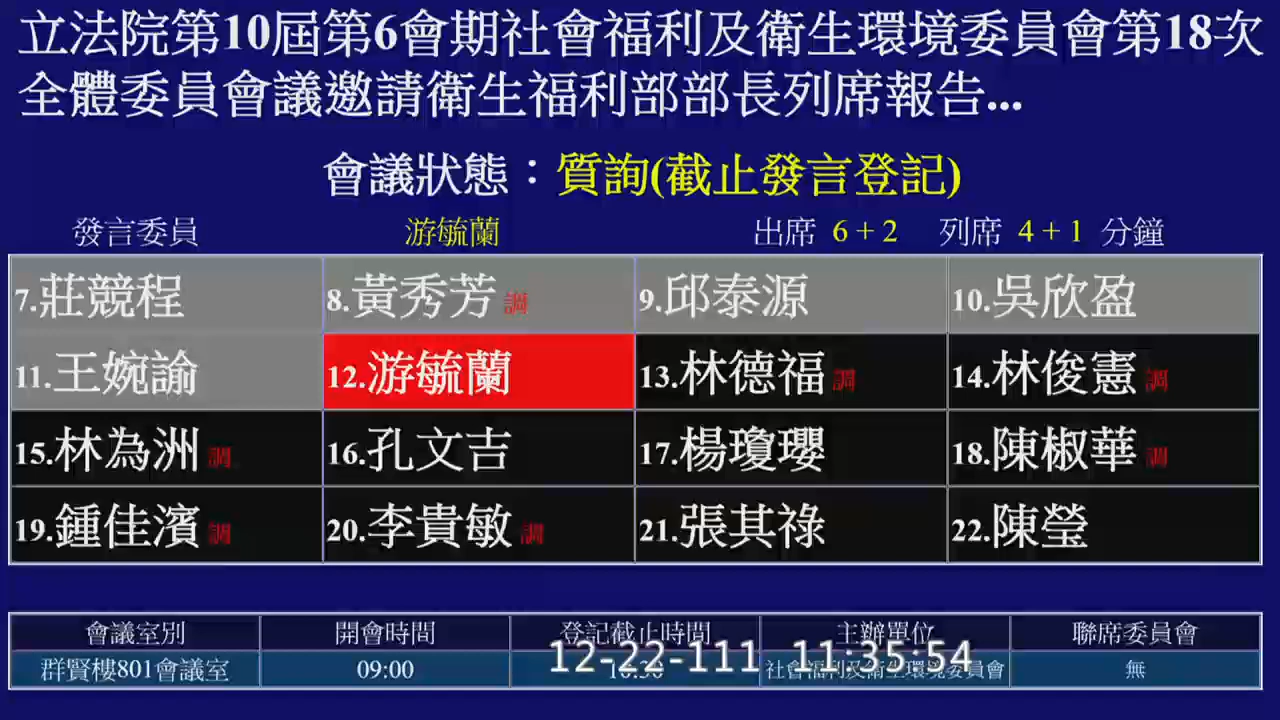 立法院第10屆第6會期社會福利及衛生環境委員會第18次
全體委員會議邀請衛生福利部部長列席報告...
會議狀態：質詢(截止發言登記)
發言委員 游毓蘭 出席 6 + 2 列席 4 + 1 分鐘
7.莊競程 8.黃秀芳 調 9.邱泰源 10.吳欣盈
11.王婉諭 12.游毓蘭 13.林德福 調 14.林俊憲 調
15.林為洲 調 16.孔文吉 17.楊瓊瓔 18.陳椒華 調
19.鍾佳濱 調 20.李貴敏 調 21.張其祿 22.陳瑩
會議室別 開會時間 登記截止時間 主辦單位 聯席委員會
12-22-111 11:35:54
群賢樓801會議室 09:00 10:30 社會福利及衛生環境委員會 無